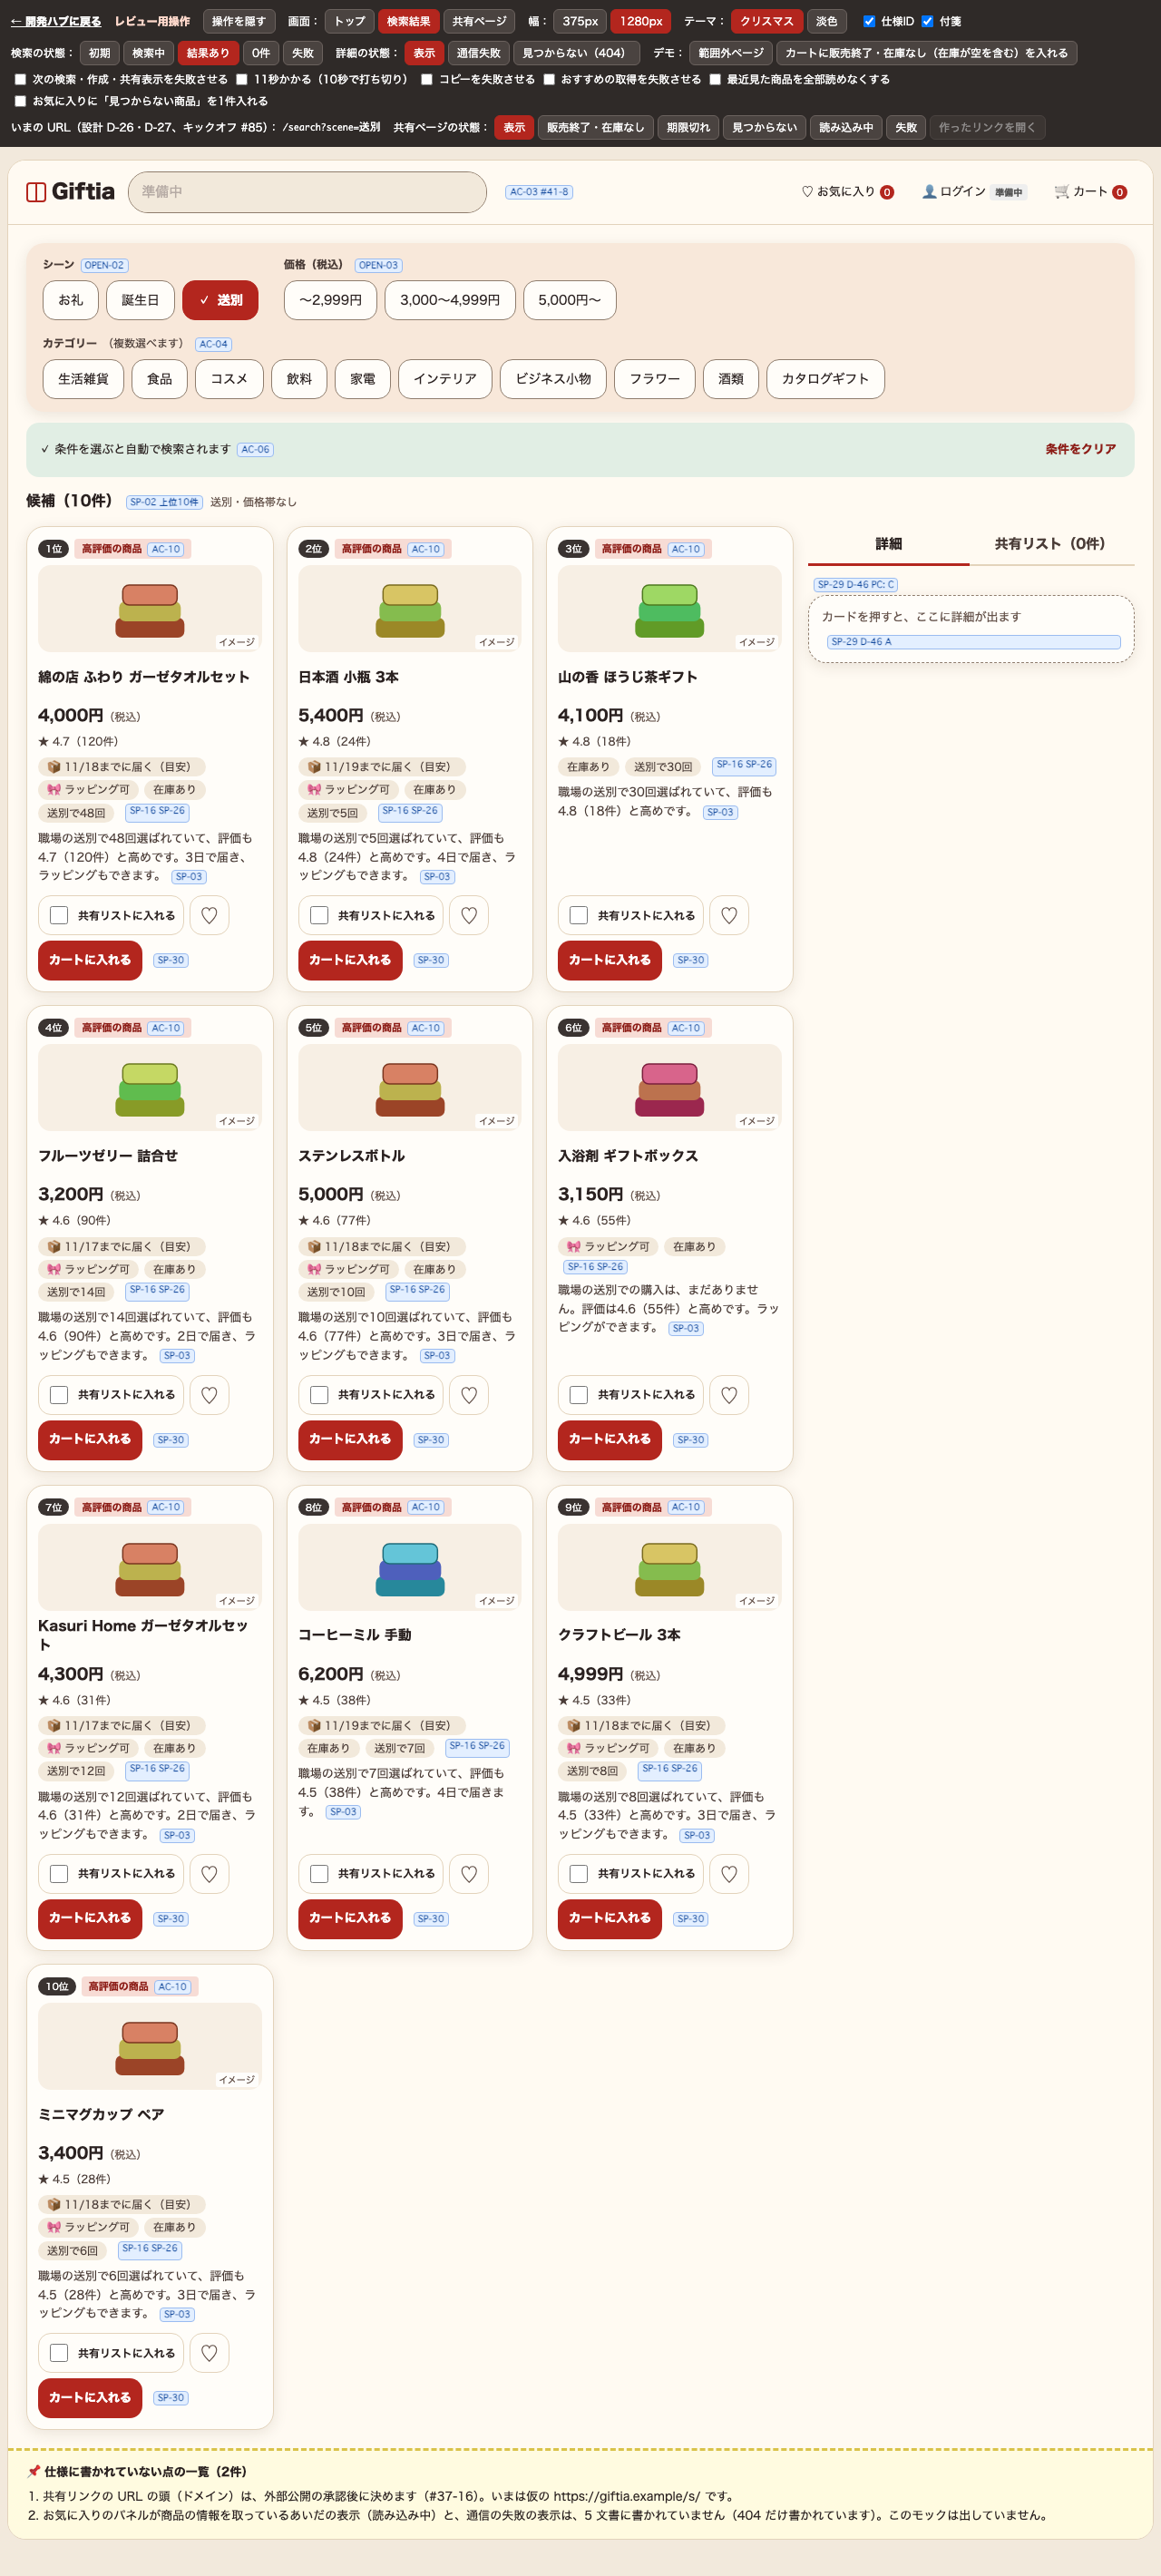 ← 開発ハブに戻る レビュー用操作 操作を隠す 画面： トップ 検索結果 共有ページ 幅： 375px 1280px テーマ： クリスマス 淡色 仕様ID 付箋
検索の状態： 初期 検索中 結果あり 0件 失敗 詳細の状態： 表示 通信失敗 見つからない（404） デモ： 範囲外ページ カートに販売終了・在庫なし（在庫が空を含む）を入れる
次の検索・作成・共有表示を失敗させる 11秒かかる（10秒で打ち切り） コピーを失敗させる おすすめの取得を失敗させる 最近見た商品を全部読めなくする
お気に入りに「見つからない商品」を1件入れる
いまの URL（設計 D-26・D-27、キックオフ #85）： /search?scene=送別 共有ページの状態： 表示 販売終了・在庫なし 期限切れ 見つからない 読み込み中 失敗 作ったリンクを開く
Giftia 準備中 AC-03 #41-8 ♡ お気に入り 0 👤 ログイン 準備中 🛒 カート 0
シーン OPEN-02 価格（税込） OPEN-03
お礼 誕生日 ✓ 送別 〜2,999円 3,000〜4,999円 5,000円〜
カテゴリー （複数選べます） AC-04
生活雑貨 食品 コスメ 飲料 家電 インテリア ビジネス小物 フラワー 酒類 カタログギフト
✓ 条件を選ぶと自動で検索されます AC-06 条件をクリア
候補（10件） SP-02 上位10件 送別・価格帯なし
詳細 共有リスト（0件）
SP-29 D-46 PC: C
カードを押すと、ここに詳細が出ます
SP-29 D-46 A
1位 高評価の商品 AC-10
イメージ
綿の店 ふわり ガーゼタオルセット
4,000円（税込）
★ 4.7（120件）
📦 11/18までに届く（目安）
🎀 ラッピング可 在庫あり
送別で48回 SP-16 SP-26
職場の送別で48回選ばれていて、評価も
4.7（120件）と高めです。3日で届き、
ラッピングもできます。 SP-03
共有リストに入れる ♡
カートに入れる SP-30
2位 高評価の商品 AC-10
イメージ
日本酒 小瓶 3本
5,400円（税込）
★ 4.8（24件）
📦 11/19までに届く（目安）
🎀 ラッピング可 在庫あり
送別で5回 SP-16 SP-26
職場の送別で5回選ばれていて、評価も
4.8（24件）と高めです。4日で届き、ラ
ッピングもできます。 SP-03
共有リストに入れる ♡
カートに入れる SP-30
3位 高評価の商品 AC-10
イメージ
山の香 ほうじ茶ギフト
4,100円（税込）
★ 4.8（18件）
在庫あり 送別で30回 SP-16 SP-26
職場の送別で30回選ばれていて、評価も
4.8（18件）と高めです。 SP-03
共有リストに入れる ♡
カートに入れる SP-30
4位 高評価の商品 AC-10
イメージ
フルーツゼリー 詰合せ
3,200円（税込）
★ 4.6（90件）
📦 11/17までに届く（目安）
🎀 ラッピング可 在庫あり
送別で14回 SP-16 SP-26
職場の送別で14回選ばれていて、評価も
4.6（90件）と高めです。2日で届き、ラ
ッピングもできます。 SP-03
共有リストに入れる ♡
カートに入れる SP-30
5位 高評価の商品 AC-10
イメージ
ステンレスボトル
5,000円（税込）
★ 4.6（77件）
📦 11/18までに届く（目安）
🎀 ラッピング可 在庫あり
送別で10回 SP-16 SP-26
職場の送別で10回選ばれていて、評価も
4.6（77件）と高めです。3日で届き、ラ
ッピングもできます。 SP-03
共有リストに入れる ♡
カートに入れる SP-30
6位 高評価の商品 AC-10
イメージ
入浴剤 ギフトボックス
3,150円（税込）
★ 4.6（55件）
🎀 ラッピング可 在庫あり
SP-16 SP-26
職場の送別での購入は、まだありませ
ん。評価は4.6（55件）と高めです。ラッ
ピングができます。 SP-03
共有リストに入れる ♡
カートに入れる SP-30
7位 高評価の商品 AC-10
イメージ
Kasuri Home ガーゼタオルセッ
ト
4,300円（税込）
★ 4.6（31件）
📦 11/17までに届く（目安）
🎀 ラッピング可 在庫あり
送別で12回 SP-16 SP-26
職場の送別で12回選ばれていて、評価も
4.6（31件）と高めです。2日で届き、ラ
ッピングもできます。 SP-03
共有リストに入れる ♡
カートに入れる SP-30
8位 高評価の商品 AC-10
イメージ
コーヒーミル 手動
6,200円（税込）
★ 4.5（38件）
📦 11/19までに届く（目安）
在庫あり 送別で7回 SP-16 SP-26
職場の送別で7回選ばれていて、評価も
4.5（38件）と高めです。4日で届きま
す。 SP-03
共有リストに入れる ♡
カートに入れる SP-30
9位 高評価の商品 AC-10
イメージ
クラフトビール 3本
4,999円（税込）
★ 4.5（33件）
📦 11/18までに届く（目安）
🎀 ラッピング可 在庫あり
送別で8回 SP-16 SP-26
職場の送別で8回選ばれていて、評価も
4.5（33件）と高めです。3日で届き、ラ
ッピングもできます。 SP-03
共有リストに入れる ♡
カートに入れる SP-30
10位 高評価の商品 AC-10
イメージ
ミニマグカップ ペア
3,400円（税込）
★ 4.5（28件）
📦 11/18までに届く（目安）
🎀 ラッピング可 在庫あり
送別で6回 SP-16 SP-26
職場の送別で6回選ばれていて、評価も
4.5（28件）と高めです。3日で届き、ラ
ッピングもできます。 SP-03
共有リストに入れる ♡
カートに入れる SP-30
📌 仕様に書かれていない点の一覧（2件）
1. 共有リンクの URL の頭（ドメイン）は、外部公開の承認後に決めます（#37-16）。いまは仮の https://giftia.example/s/ です。
2. お気に入りのパネルが商品の情報を取っているあいだの表示（読み込み中）と、通信の失敗の表示は、5 文書に書かれていません（404 だけ書かれています）。このモックは出していません。